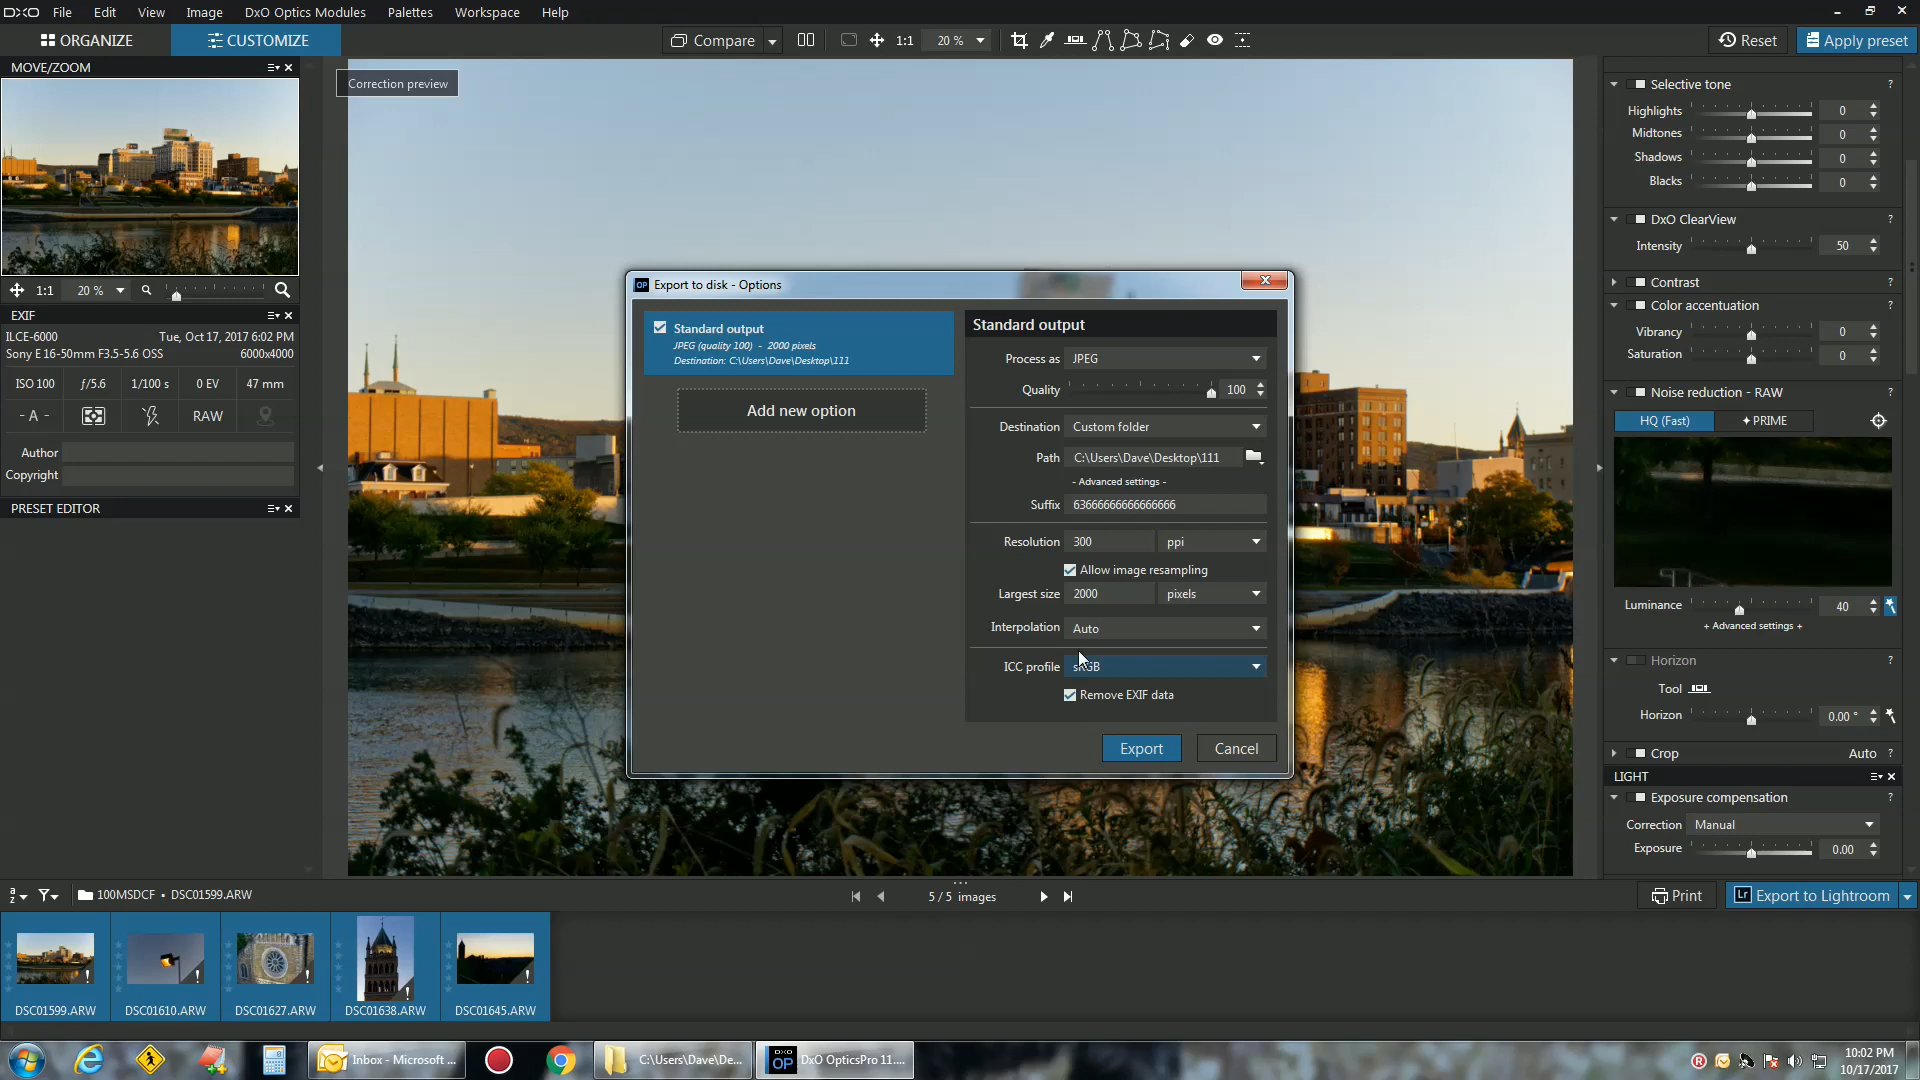 DXO File Edit View Image DxO Optics Modules Palettes Workspace Help
ORGANIZE CUSTOMIZE Compare 1:1 20 % Reset Apply preset
MOVE/ZOOM
Correction preview
1:1 20 %
EXIF
ILCE-6000 Tue, Oct 17, 2017 6:02 PM
Sony E 16-50mm F3.5-5.6 OSS 6000x4000
ISO 100 ƒ/5.6 1/100 s 0 EV 47 mm
- A - RAW
Author
Copyright
PRESET EDITOR
OP Export to disk - Options
Standard output
JPEG (quality 100) - 2000 pixels
Destination: C:\Users\Dave\Desktop\111
Add new option
Standard output
Process as JPEG
Quality 100
Destination Custom folder
Path C:\Users\Dave\Desktop\111
- Advanced settings -
Suffix 63666666666666666
Resolution 300 ppi
Allow image resampling
Largest size 2000 pixels
Interpolation Auto
ICC profile sRGB
Remove EXIF data
Export Cancel
Selective tone ?
Highlights 0
Midtones 0
Shadows 0
Blacks 0
DxO ClearView ?
Intensity 50
Contrast ?
Color accentuation ?
Vibrancy 0
Saturation 0
Noise reduction - RAW ?
HQ (Fast) PRIME
Luminance 40
+ Advanced settings +
Horizon ?
Tool
Horizon 0.00 °
Crop Auto ?
LIGHT
Exposure compensation ?
Correction Manual
Exposure 0.00
a z 100MSDCF • DSC01599.ARW 5 / 5 images Print Lr Export to Lightroom
DSC01599.ARW DSC01610.ARW DSC01627.ARW DSC01638.ARW DSC01645.ARW
Inbox - Microsoft ... C:\Users\Dave\De... DXO OP DxO OpticsPro 11.... R 10:02 PM
10/17/2017